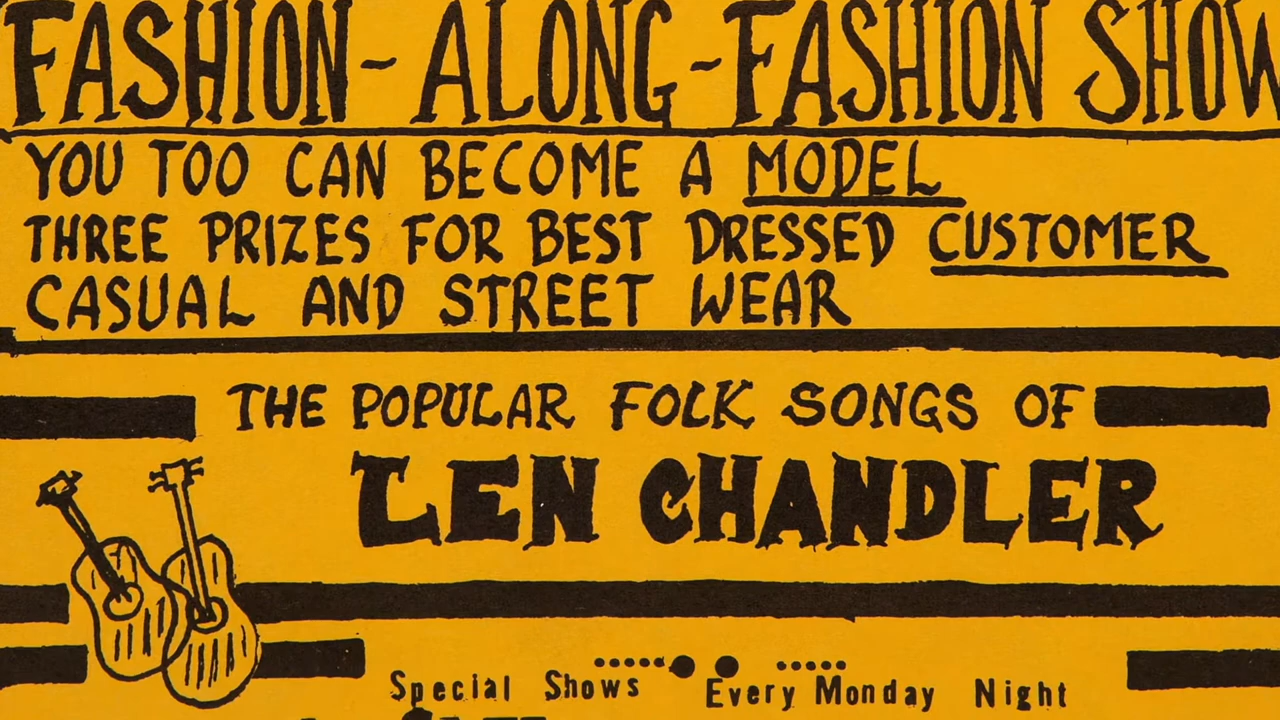 FASHION-ALONG-FASHION SHOW
YOU TOO CAN BECOME A MODEL
THREE PRIZES FOR BEST DRESSED CUSTOMER
CASUAL AND STREET WEAR
THE POPULAR FOLK SONGS OF
LEN CHANDLER
Special Shows Every Monday Night